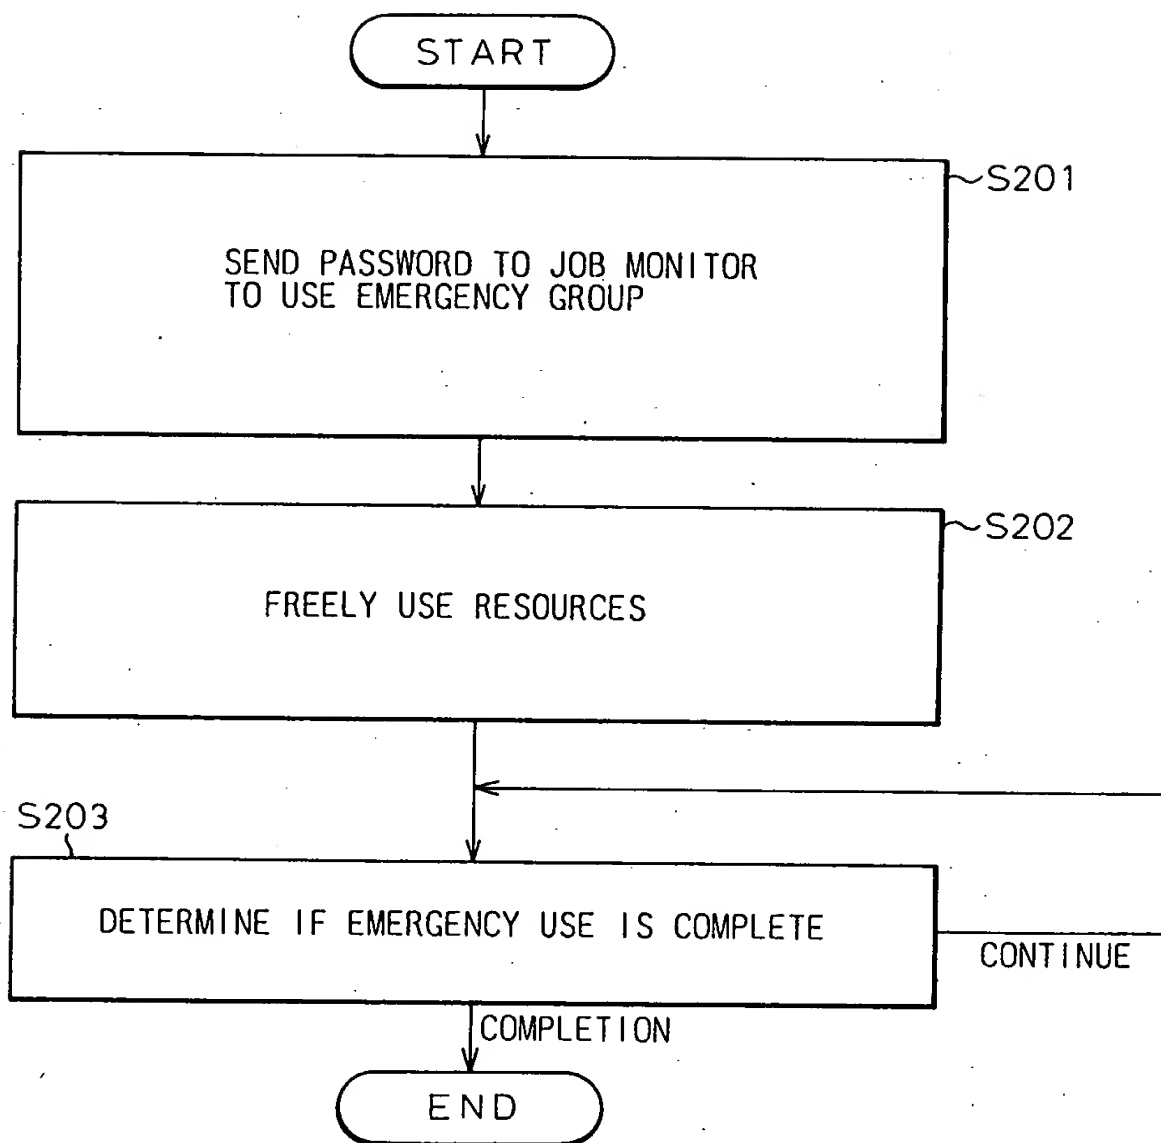 START
S201
SEND PASSWORD TO JOB MONITOR
TO USE EMERGENCY GROUP
S202
FREELY USE RESOURCES
S203
DETERMINE IF EMERGENCY USE IS COMPLETE
CONTINUE
COMPLETION
END